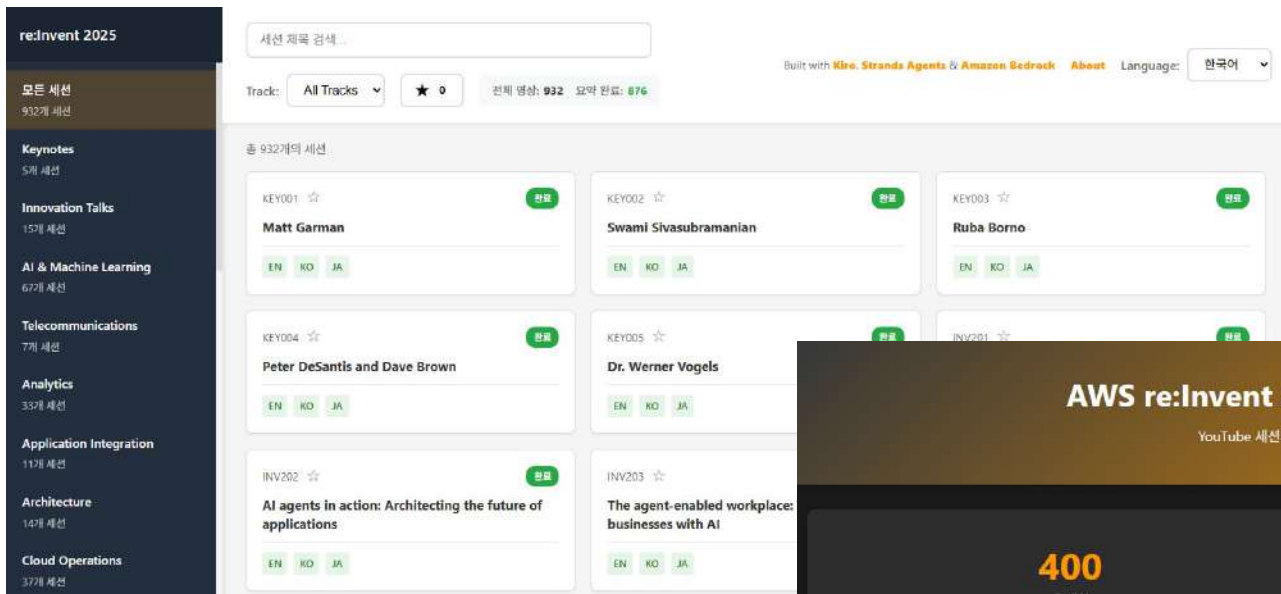 re:Invent 2025
모든 세션
932개 세션
Keynotes
5개 세션
Innovation Talks
15개 세션
AI & Machine Learning
67개 세션
Telecommunications
7개 세션
Analytics
33개 세션
Application Integration
11개 세션
Architecture
14개 세션
Cloud Operations
37개 세션
세션 제목 검색...
Built with Kiro, Strands Agents & Amazon Bedrock About Language: 한국어
Track: All Tracks ★ 0 전체 영상: 932 요약 완료: 876
총 932개의 세션
KEY001 ☆ 완료
Matt Garman
EN KO JA
KEY002 ☆ 완료
Swami Sivasubramanian
EN KO JA
KEY003 ☆ 완료
Ruba Borno
EN KO JA
KEY004 ☆ 완료
Peter DeSantis and Dave Brown
EN KO JA
KEY005 ☆ 완료
Dr. Werner Vogels
EN KO JA
INV201 ☆ 완료
INV202 ☆ 완료
AI agents in action: Architecting the future of
applications
EN KO JA
INV203 ☆
The agent-enabled workplace:
businesses with AI
EN KO JA
AWS re:Invent
YouTube 세션
400